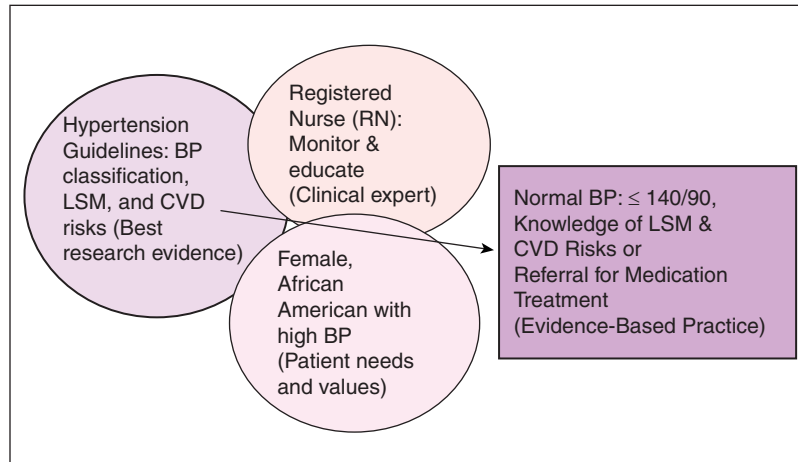 Hypertension
Guidelines: BP
classification,
LSM, and CVD
risks (Best
research evidence)
Registered
Nurse (RN):
Monitor &
educate
(Clinical expert)
Female,
African
American with
high BP
(Patient needs
and values)
Normal BP: ≤ 140/90,
Knowledge of LSM &
CVD Risks or
Referral for Medication
Treatment
(Evidence-Based Practice)